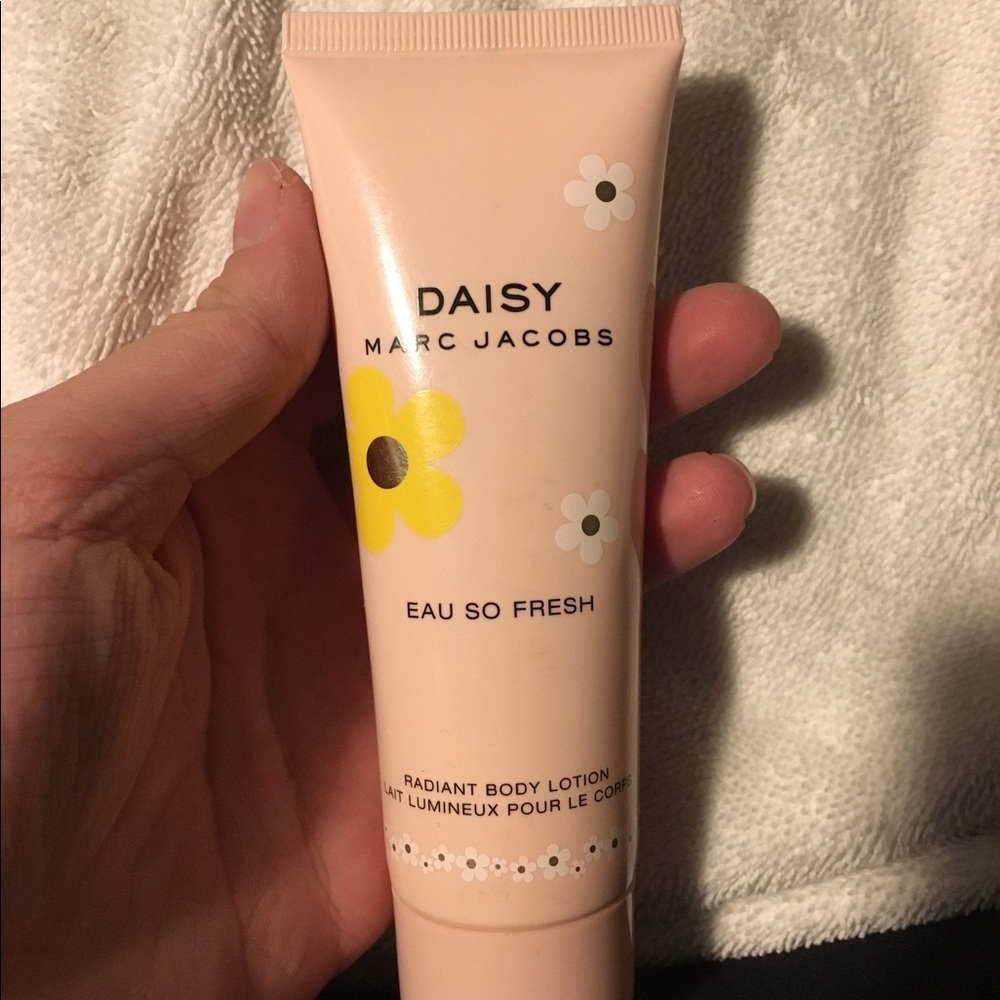 DAISY
MARC JACOBS
EAU SO FRESH
RADIANT BODY LOTION
LAIT LUMINEUX POUR LE CORPS